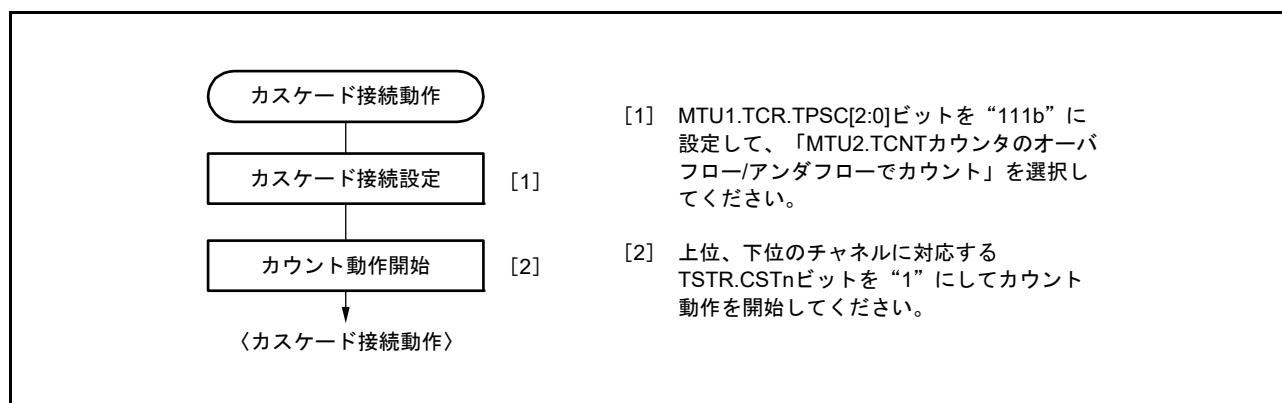 カスケード接続動作
カスケード接続設定
[1]
カウント動作開始
[2]
〈カスケード接続動作〉
[1] MTU1.TCR.TPSC[2:0]ビットを“111b”に
設定して、「MTU2.TCNTカウンタのオーバ
フロー/アンダフローでカウント」を選択し
てください。
[2] 上位、下位のチャネルに対応する
TSTR.CSTnビットを“1”にしてカウント
動作を開始してください。